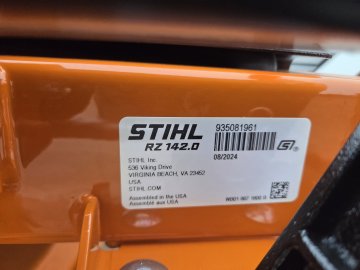 STIHL
RZ 142.0
935081961
08/2024
STIHL Inc.
536 Viking Drive
VIRGINIA BEACH, VA 23452
USA
STIHL.COM
Assembled in the USA
Assemblé aux USA